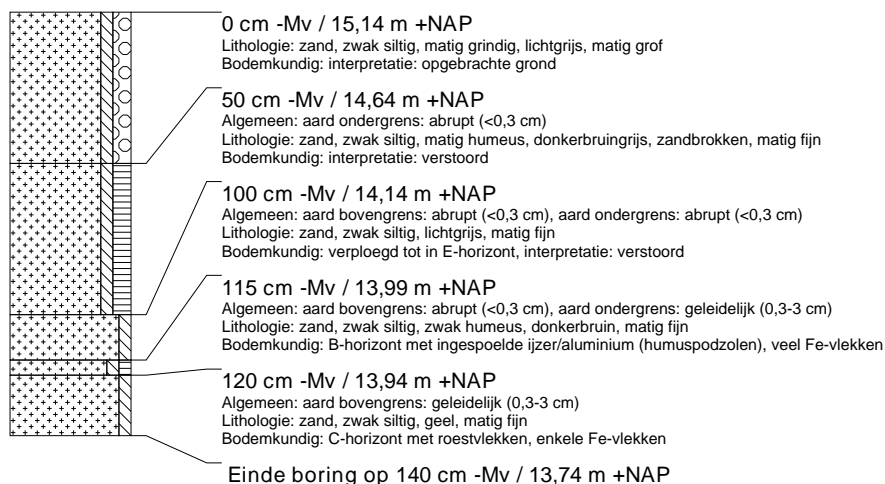 0 cm -Mv / 15,14 m +NAP
Lithologie: zand, zwak siltig, matig grindig, lichtgrijs, matig grof
Bodemkundig: interpretatie: opgebrachte grond
50 cm -Mv / 14,64 m +NAP
Algemeen: aard ondergrens: abrupt (<0,3 cm)
Lithologie: zand, zwak siltig, matig humeus, donkerbruingrijs, zandbrokken, matig fijn
Bodemkundig: interpretatie: verstoord
100 cm -Mv / 14,14 m +NAP
Algemeen: aard bovengrens: abrupt (<0,3 cm), aard ondergrens: abrupt (<0,3 cm)
Lithologie: zand, zwak siltig, lichtgrijs, matig fijn
Bodemkundig: verploegd tot in E-horizont, interpretatie: verstoord
115 cm -Mv / 13,99 m +NAP
Algemeen: aard bovengrens: abrupt (<0,3 cm), aard ondergrens: geleidelijk (0,3-3 cm)
Lithologie: zand, zwak siltig, zwak humeus, donkerbruin, matig fijn
Bodemkundig: B-horizont met ingespoelde ijzer/aluminium (humuspodzolen), veel Fe-vlekken
120 cm -Mv / 13,94 m +NAP
Algemeen: aard bovengrens: geleidelijk (0,3-3 cm)
Lithologie: zand, zwak siltig, geel, matig fijn
Bodemkundig: C-horizont met roestvlekken, enkele Fe-vlekken
Einde boring op 140 cm -Mv / 13,74 m +NAP